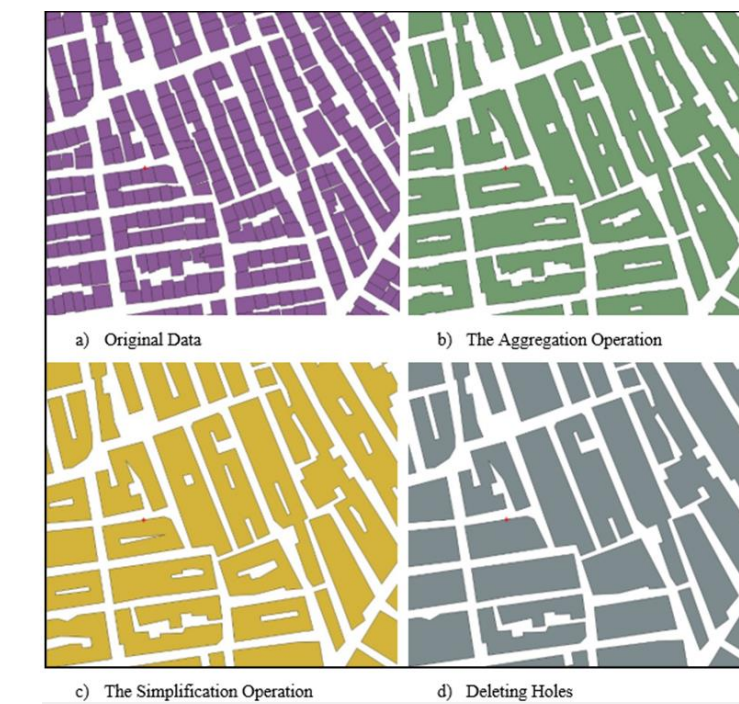 a) Original Data
b) The Aggregation Operation
c) The Simplification Operation
d) Deleting Holes